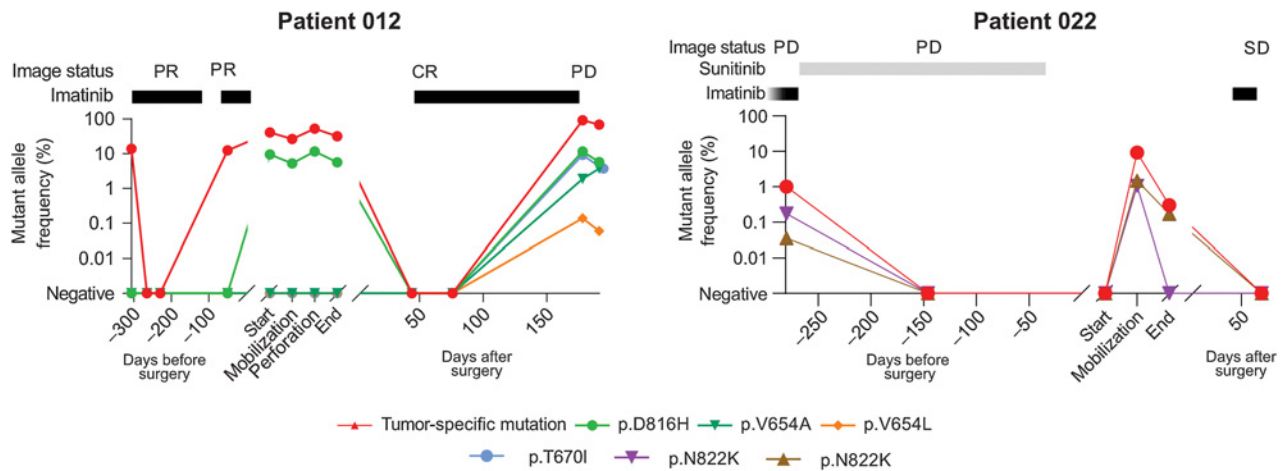 Patient 012
Image status PR PR CR PD
Imatinib
Mutant allele
frequency (%)
100
10
1
0.1
0.01
Negative
−300 −200 −100 Start Mobilization Perforation End 50 100 150
Days before
surgery
Days after
surgery
Patient 022
Image status PD PD SD
Sunitinib
Imatinib
Mutant allele
frequency (%)
100
10
1
0.1
0.01
Negative
−250 −200 −150 −100 −50 Start Mobilization End 50
Days before
surgery
Days after
surgery
Tumor-specific mutation p.D816H p.V654A p.V654L
p.T670I p.N822K p.N822K